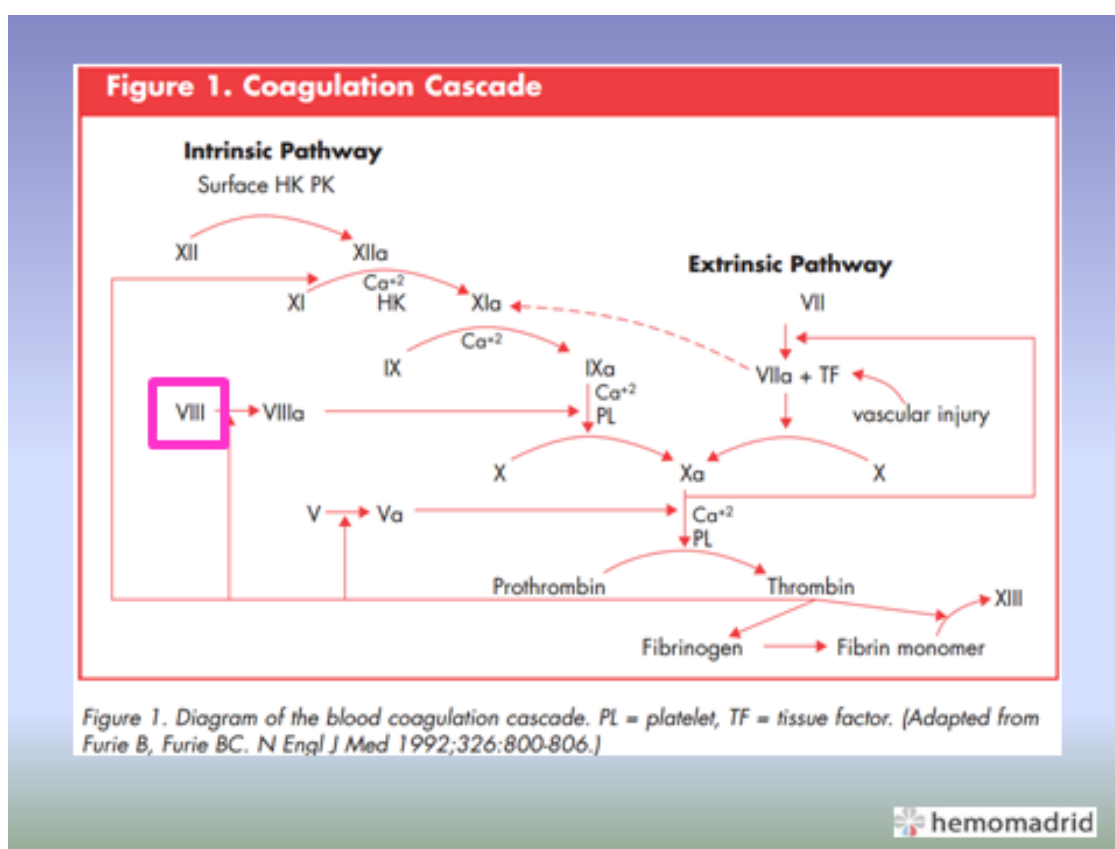 Figure 1. Coagulation Cascade
Intrinsic Pathway
Surface HK PK
XII
XIIa
Extrinsic Pathway
Ca+2
XI
HK
XIa
VII
Ca+2
IX
IXa
VIIa + TF
Ca+2
VIII
VIIIa
PL
vascular injury
X
Xa
X
V
Va
Ca+2
PL
Prothrombin
Thrombin
XIII
Fibrinogen
Fibrin monomer
Figure 1. Diagram of the blood coagulation cascade. PL = platelet, TF = tissue factor. (Adapted from
Furie B, Furie BC. N Engl J Med 1992;326:800-806.)
hemomadrid